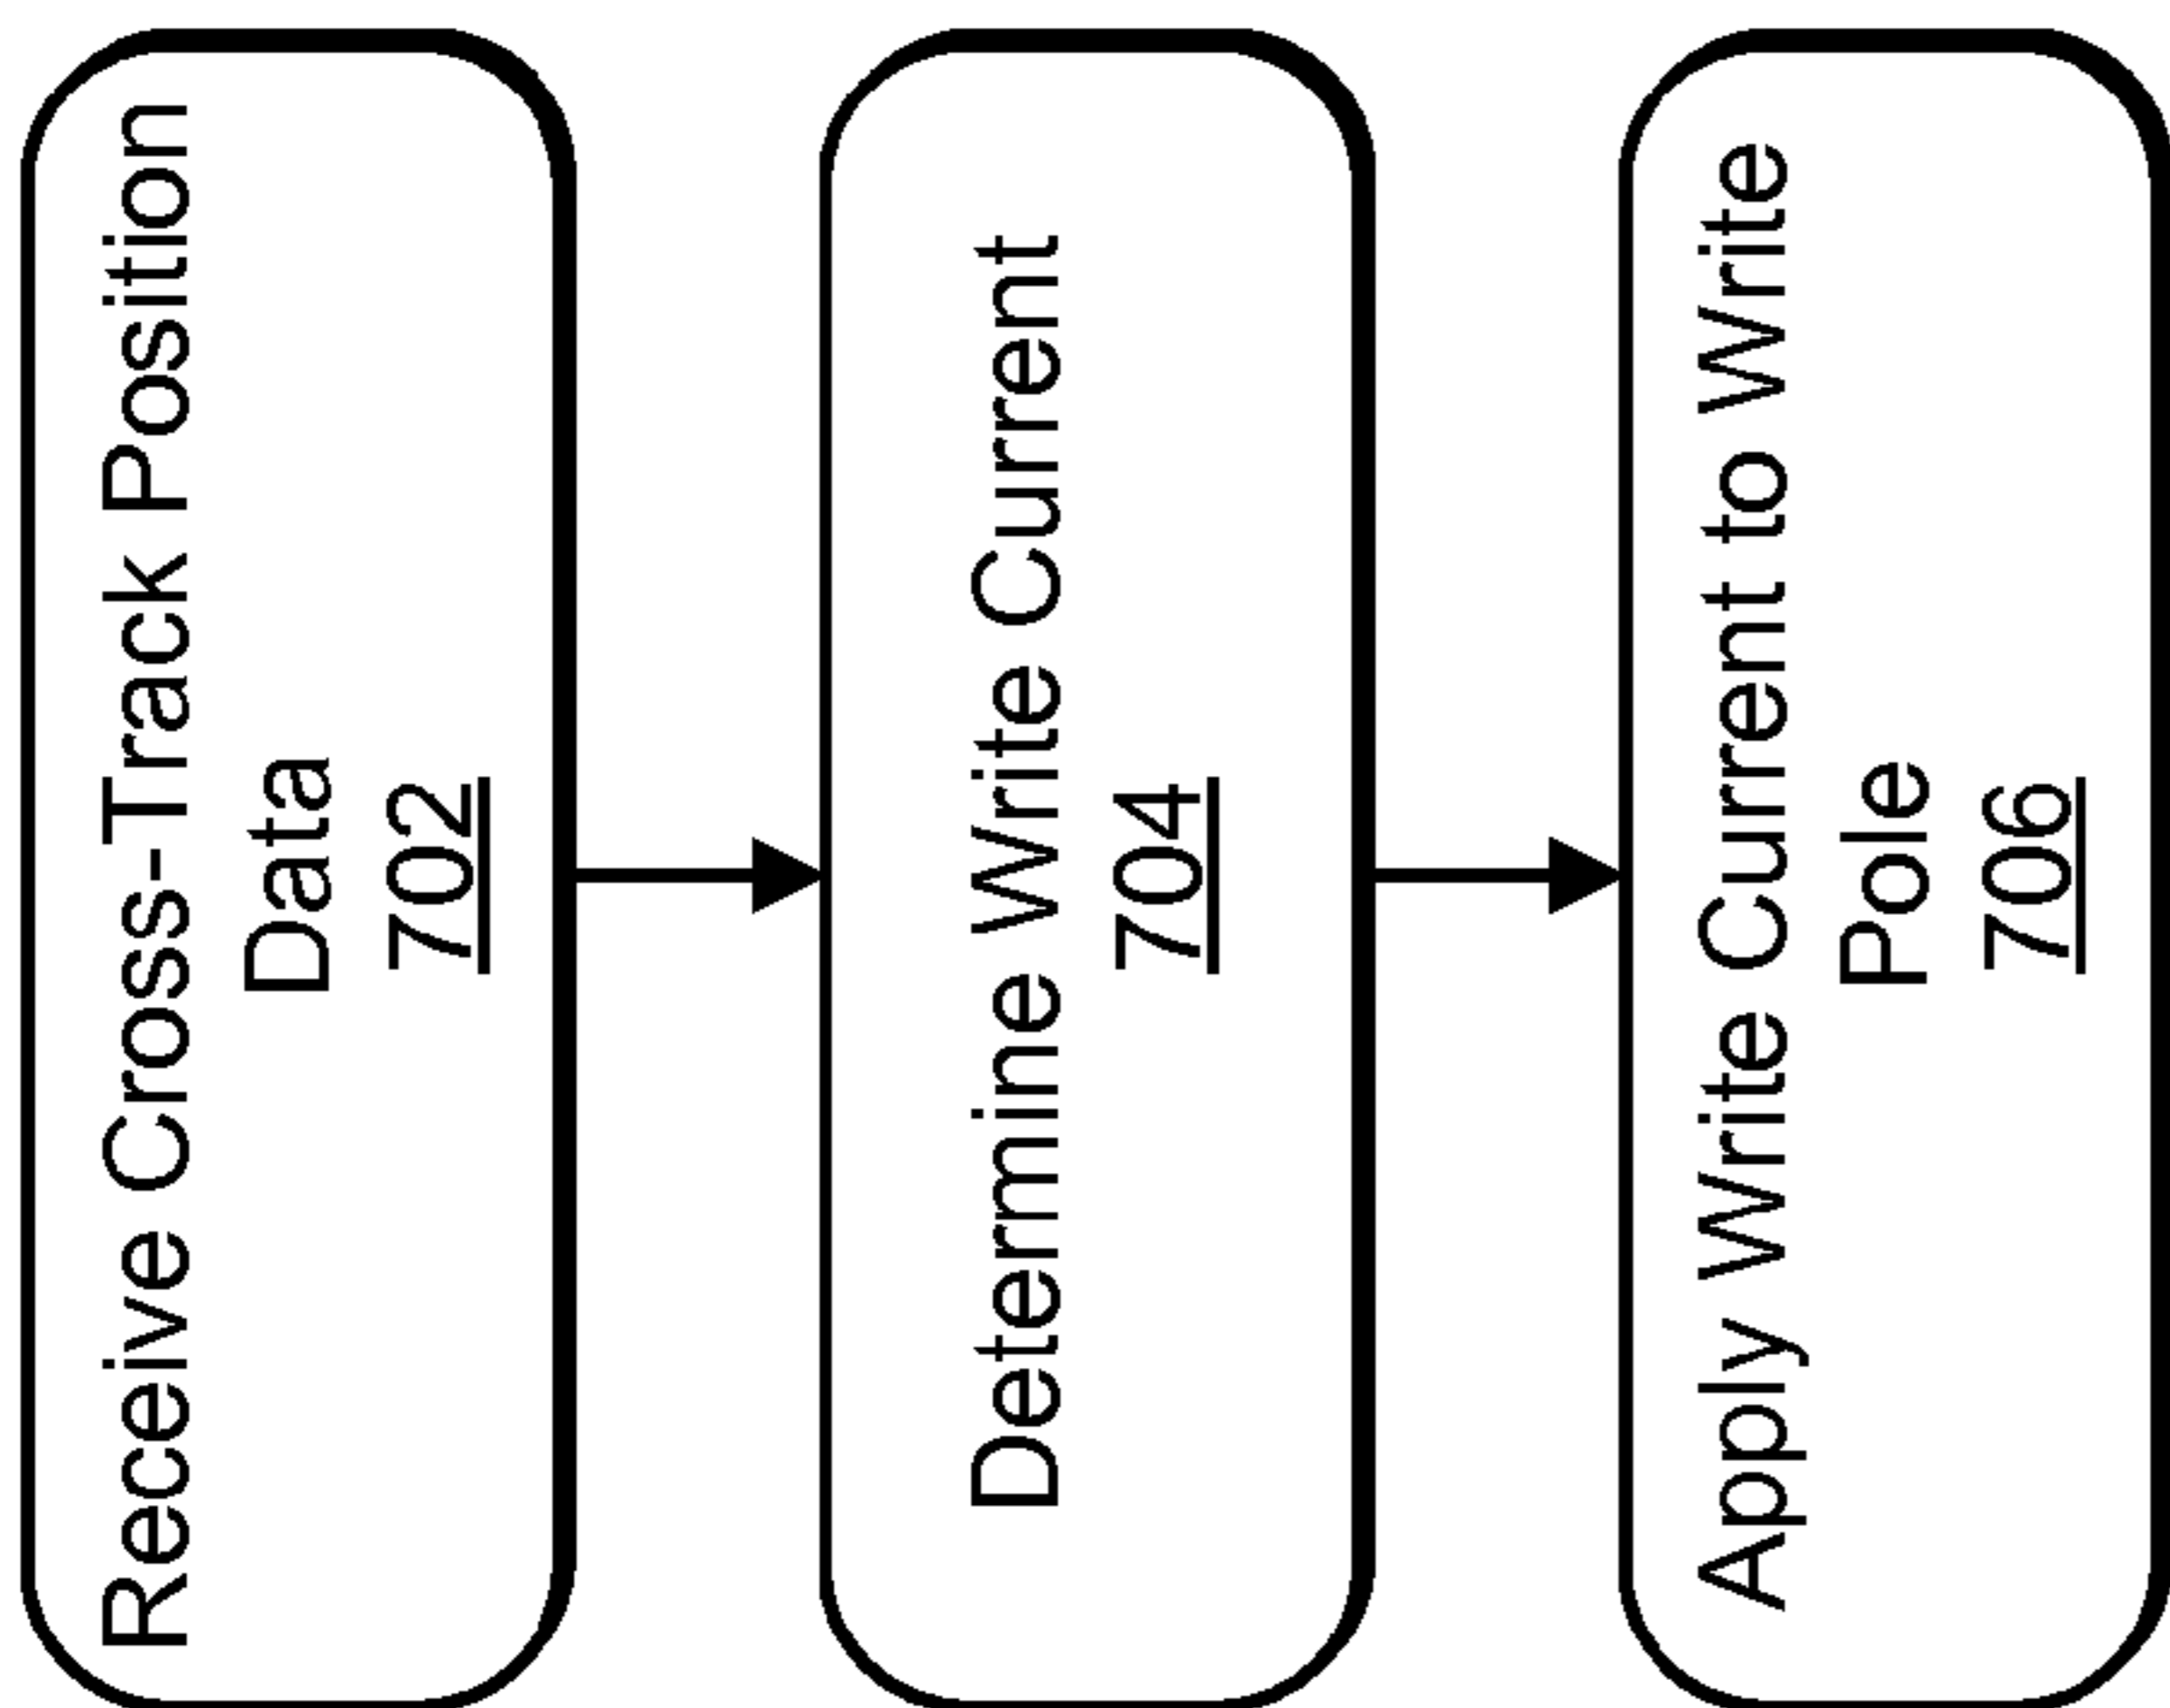 Receive Cross-Track Position
Data
702
Determine Write Current
704
Apply Write Current to Write
Pole
706